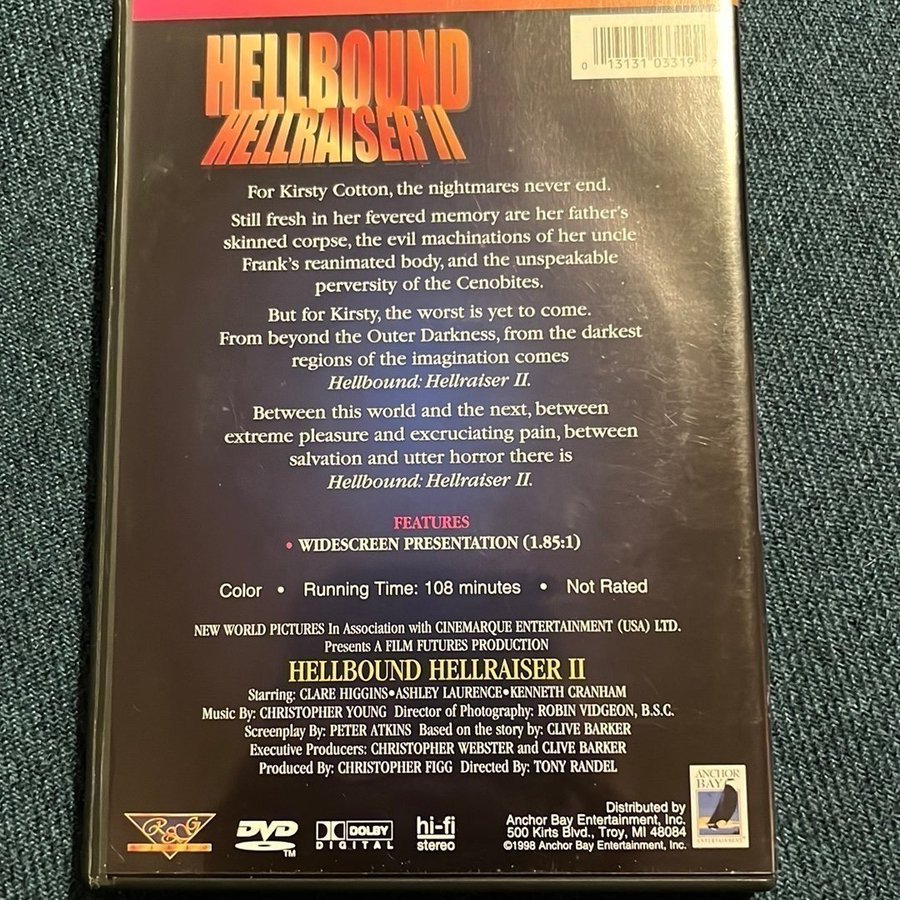 HELLBOUND
HELLRAISER II
0 13131 03319
For Kirsty Cotton, the nightmares never end.
Still fresh in her fevered memory are her father's
skinned corpse, the evil machinations of her uncle
Frank's reanimated body, and the unspeakable
perversity of the Cenobites.
But for Kirsty, the worst is yet to come.
From beyond the Outer Darkness, from the darkest
regions of the imagination comes
Hellbound: Hellraiser II.
Between this world and the next, between
extreme pleasure and excruciating pain, between
salvation and utter horror there is
Hellbound: Hellraiser II.
FEATURES
• WIDESCREEN PRESENTATION (1.85:1)
Color • Running Time: 108 minutes • Not Rated
NEW WORLD PICTURES In Association with CINEMARQUE ENTERTAINMENT (USA) LTD.
Presents A FILM FUTURES PRODUCTION
HELLBOUND HELLRAISER II
Starring: CLARE HIGGINS•ASHLEY LAURENCE•KENNETH CRANHAM
Music By: CHRISTOPHER YOUNG Director of Photography: ROBIN VIDGEON, B.S.C.
Screenplay By: PETER ATKINS Based on the story by: CLIVE BARKER
Executive Producers: CHRISTOPHER WEBSTER and CLIVE BARKER
Produced By: CHRISTOPHER FIGG Directed By: TONY RANDEL
VIDEO
DVD TM
DOLBY
DIGITAL
hi-fi
stereo
Distributed by
Anchor Bay Entertainment, Inc.
500 Kirts Blvd., Troy, MI 48084
©1998 Anchor Bay Entertainment, Inc.
ANCHOR
BAY
ENTERTAINMENT